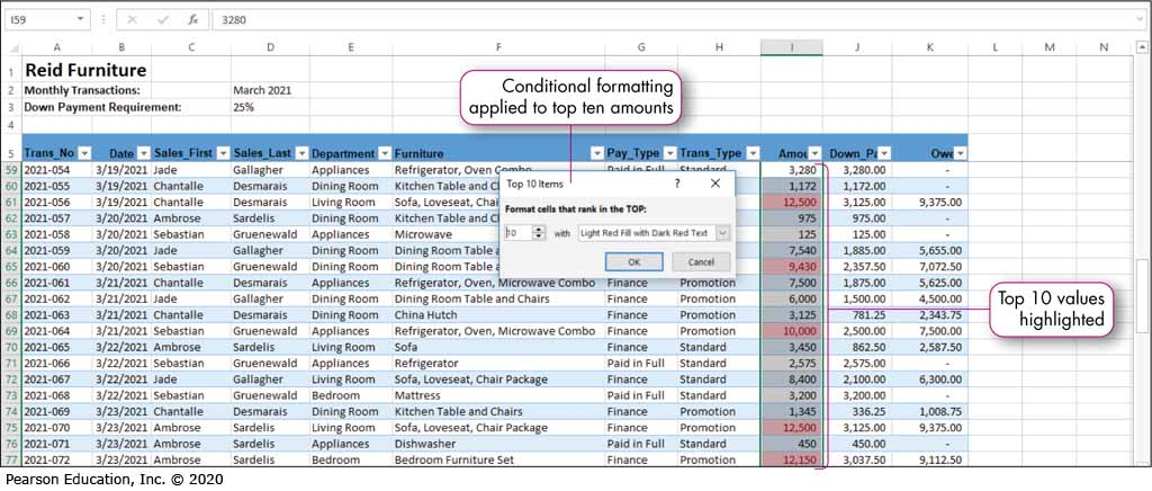 I59 fx 3280
A B C D E F G H I J K L M N
1 Reid Furniture
2 Monthly Transactions: March 2021
3 Down Payment Requirement: 25%
4
Conditional formatting
applied to top ten amounts
5 Trans_No Date Sales_First Sales_Last Department Furniture Pay_Type Trans_Type Amou Down_Pa Owe
59 2021-054 3/19/2021 Jade Gallagher Appliances Refrigerator, Oven Combo Paid in Full Standard 3,280 3,280.00 -
60 2021-055 3/19/2021 Chantalle Desmarais Dining Room Kitchen Table and Ch 1,172 1,172.00 -
61 2021-056 3/19/2021 Chantalle Desmarais Living Room Sofa, Loveseat, Chai 12,500 3,125.00 9,375.00
62 2021-057 3/20/2021 Ambrose Sardelis Dining Room Kitchen Table and Ch 975 975.00 -
63 2021-058 3/20/2021 Sebastian Gruenewald Appliances Microwave 125 125.00 -
64 2021-059 3/20/2021 Jade Gallagher Dining Room Dining Room Table a 7,540 1,885.00 5,655.00
65 2021-060 3/20/2021 Sebastian Sardelis Dining Room Dining Room Table a 9,430 2,357.50 7,072.50
66 2021-061 3/21/2021 Chantalle Desmarais Appliances Refrigerator, Oven, Microwave Combo Finance Promotion 7,500 1,875.00 5,625.00
67 2021-062 3/21/2021 Jade Gallagher Dining Room Dining Room Table and Chairs Finance Promotion 6,000 1,500.00 4,500.00
68 2021-063 3/21/2021 Chantalle Desmarais Dining Room China Hutch Finance Promotion 3,125 781.25 2,343.75
69 2021-064 3/21/2021 Sebastian Gruenewald Appliances Refrigerator, Oven, Microwave Combo Finance Promotion 10,000 2,500.00 7,500.00
70 2021-065 3/22/2021 Ambrose Sardelis Living Room Sofa Finance Standard 3,450 862.50 2,587.50
71 2021-066 3/22/2021 Sebastian Gruenewald Appliances Refrigerator Paid in Full Standard 2,575 2,575.00 -
72 2021-067 3/22/2021 Jade Gallagher Living Room Sofa, Loveseat, Chair Package Finance Standard 8,400 2,100.00 6,300.00
73 2021-068 3/22/2021 Sebastian Gruenewald Bedroom Mattress Paid in Full Standard 3,200 3,200.00 -
74 2021-069 3/23/2021 Chantalle Desmarais Dining Room Kitchen Table and Chairs Finance Promotion 1,345 336.25 1,008.75
75 2021-070 3/23/2021 Ambrose Sardelis Living Room Sofa, Loveseat, Chair Package Finance Promotion 12,500 3,125.00 9,375.00
76 2021-071 3/23/2021 Ambrose Sardelis Appliances Dishwasher Paid in Full Standard 450 450.00 -
77 2021-072 3/23/2021 Ambrose Sardelis Bedroom Bedroom Furniture Set Finance Promotion 12,150 3,037.50 9,112.50
Top 10 Items ? ×
Format cells that rank in the TOP:
10 with Light Red Fill with Dark Red Text
OK Cancel
Top 10 values
highlighted
Pearson Education, Inc. © 2020